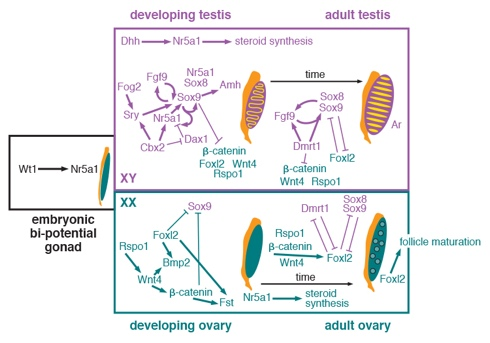 developing testis
adult testis
Dhh Nr5a1 steroid synthesis
Fog2
Fgf9
Nr5a1
Sox8
Sox9
Amh
Sry
Nr5a1
Cbx2
Dax1
β-catenin
Foxl2 Wnt4
Rspo1
XY
time
Fgf9
Sox8
Sox9
Dmrt1
Foxl2
β-catenin
Wnt4 Rspo1
Ar
Wt1 Nr5a1
embryonic
bi-potential
gonad
XX
Sox9
Foxl2
Rspo1
Bmp2
Wnt4
β-catenin
Fst
Rspo1
β-catenin
Wnt4
Dmrt1
Sox8
Sox9
Foxl2
time
Nr5a1 steroid
synthesis
follicle maturation
Foxl2
developing ovary
adult ovary